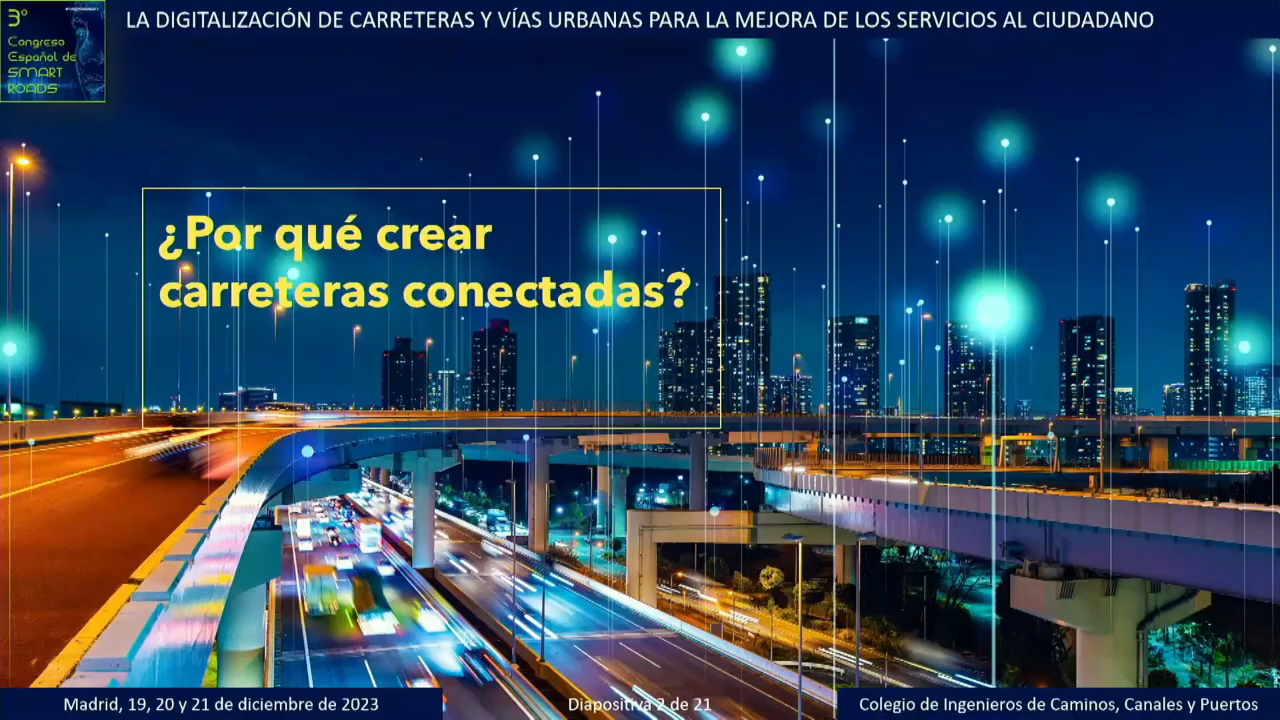 3º
Congreso
Español de
SMART
ROADS
LA DIGITALIZACIÓN DE CARRETERAS Y VÍAS URBANAS PARA LA MEJORA DE LOS SERVICIOS AL CIUDADANO
¿Por qué crear
carreteras conectadas?
Madrid, 19, 20 y 21 de diciembre de 2023
Diapositiva 2 de 21
Colegio de Ingenieros de Caminos, Canales y Puertos